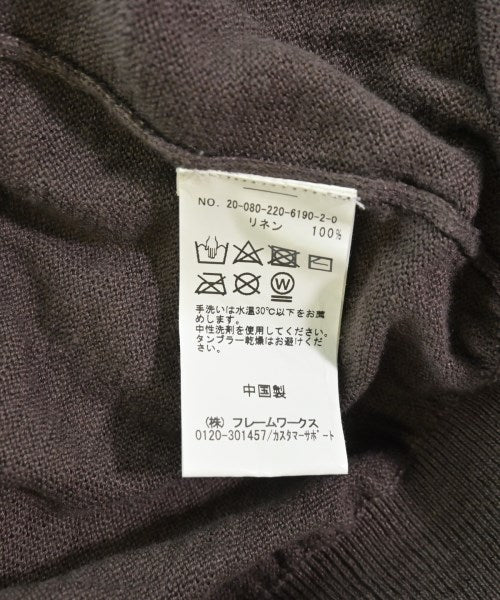 NO. 20-080-220-6190-2-0
リネン 100%
W
手洗いは水温30℃以下をお薦
めします。
中性洗剤を使用してください。
タンブラー乾燥はお避けくださ
い。
中国製
(株) フレームワークス
0120-301457/カスタマーサポート